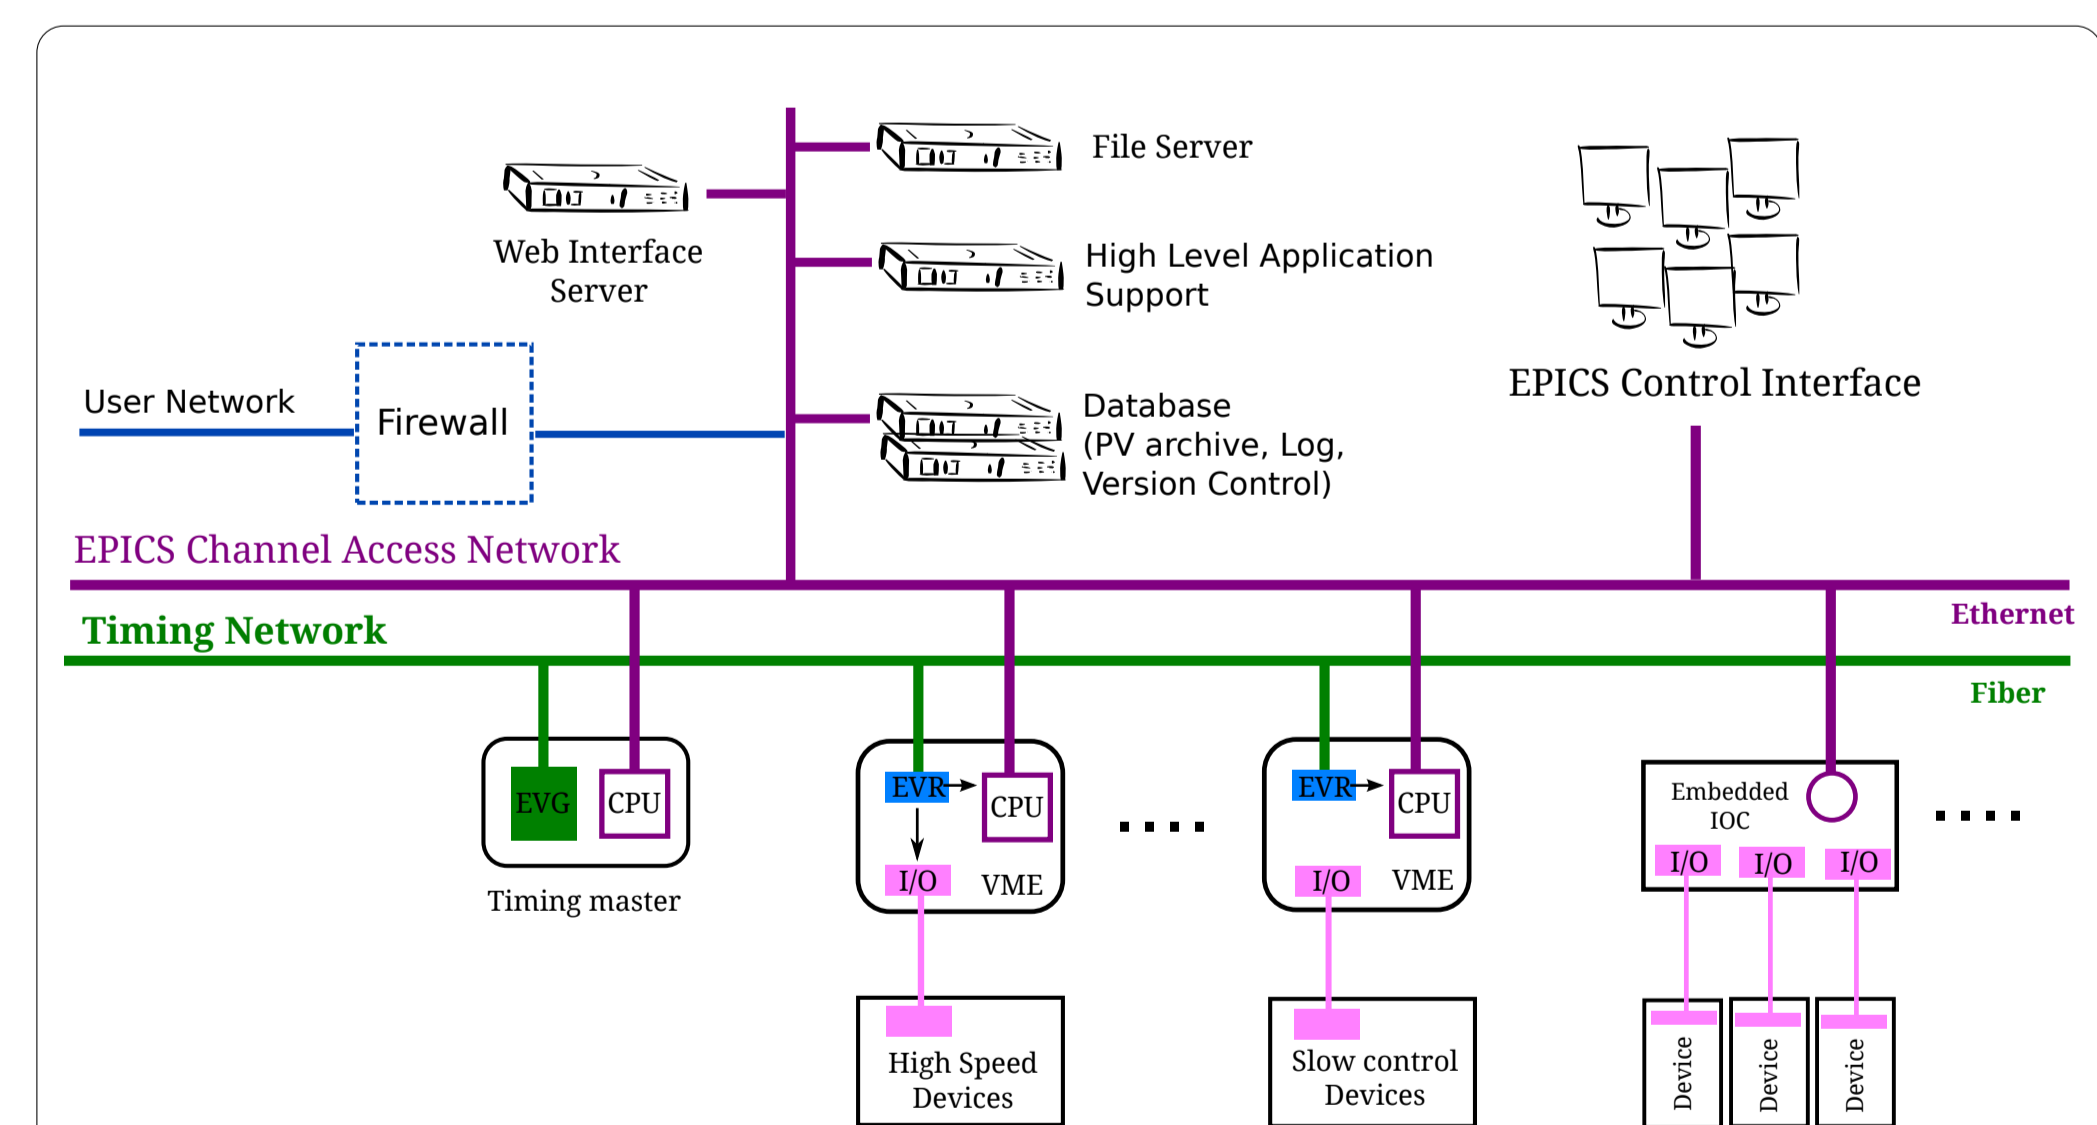 File Server
Web Interface
Server
High Level Application
Support
User Network
Firewall
Database
(PV archive, Log,
Version Control)
EPICS Control Interface
EPICS Channel Access Network
Ethernet
Timing Network
Fiber
EVG
CPU
Timing master
EVR
CPU
I/O
VME
EVR
CPU
I/O
VME
Embedded
IOC
I/O
I/O
I/O
High Speed
Devices
Slow control
Devices
Device
Device
Device